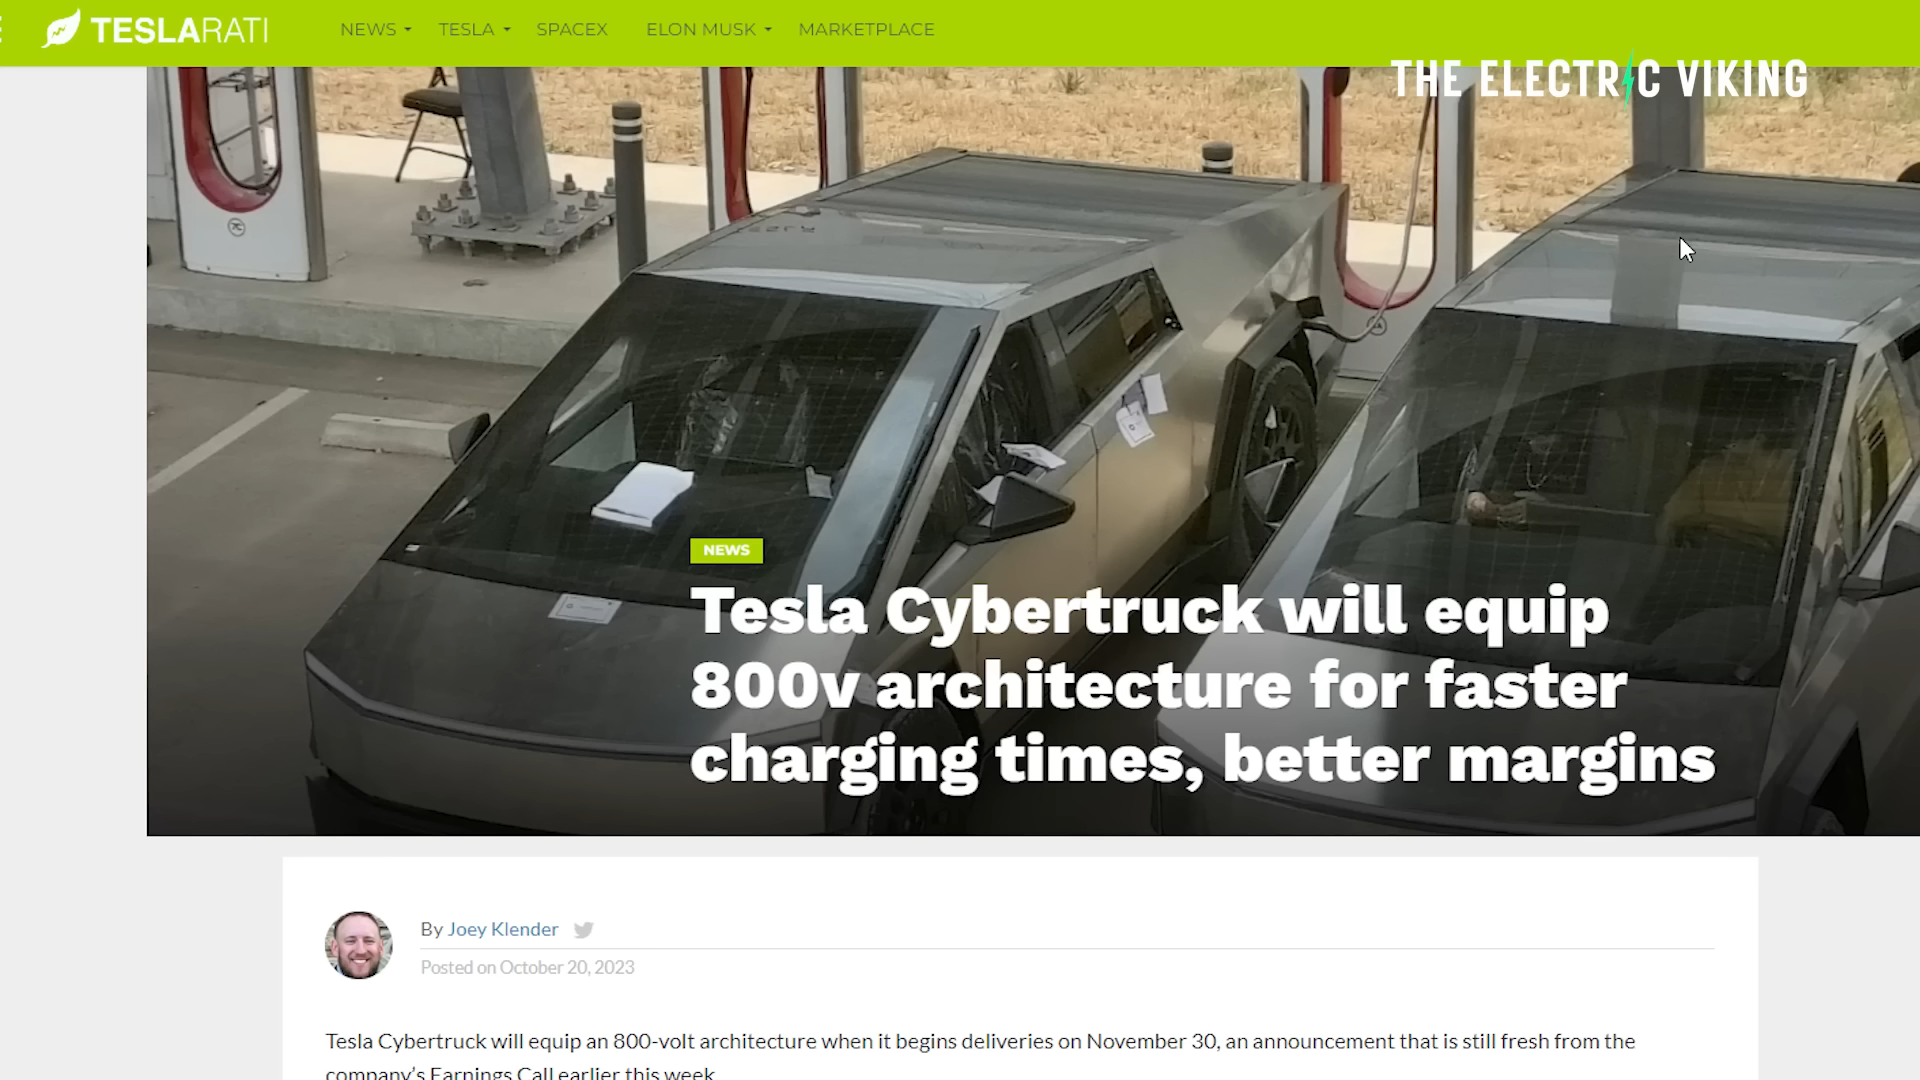 TESLARATI
NEWS TESLA SPACEX ELON MUSK MARKETPLACE
THE ELECTRIC VIKING
NEWS
Tesla Cybertruck will equip
800v architecture for faster
charging times, better margins
By Joey Klender
Posted on October 20, 2023
Tesla Cybertruck will equip an 800-volt architecture when it begins deliveries on November 30, an announcement that is still fresh from the
company's Earnings Call earlier this week.